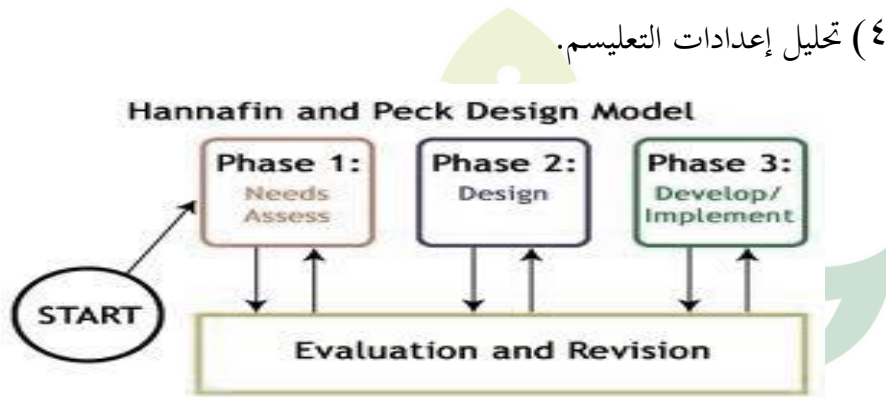 ٤) تحليل إعدادات التعليسم.
Hannafin and Peck Design Model
Phase 1:
Needs
Assess
Phase 2:
Design
Phase 3:
Develop/
Implement
START
Evaluation and Revision